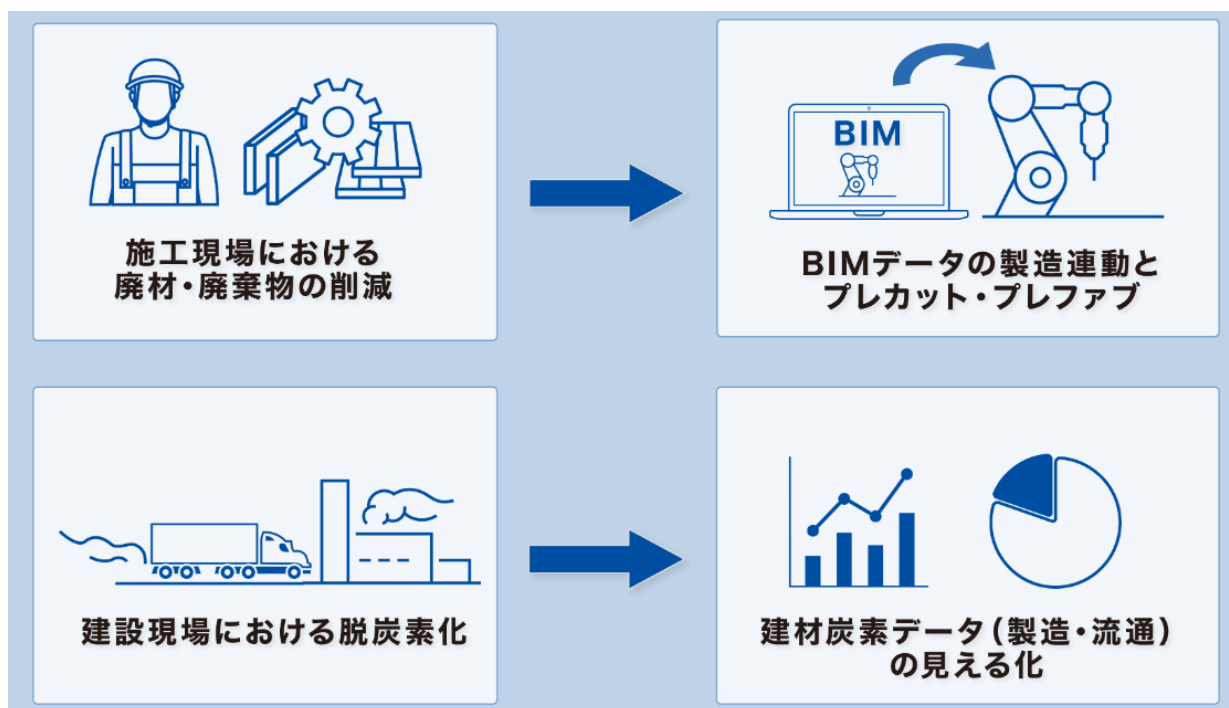 施工現場における
廃材・廃棄物の削減
BIM
BIMデータの製造連動と
プレカット・プレファブ
建設現場における脱炭素化
建材炭素データ(製造・流通)
の見える化